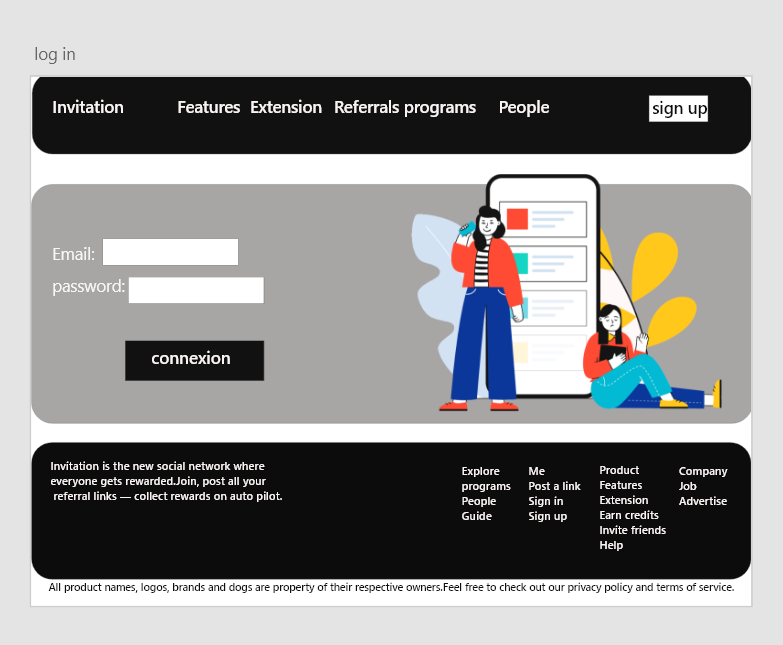 log in
Invitation Features Extension Referrals programs People sign up
Email:
password:
connexion
Invitation is the new social network where
everyone gets rewarded.Join, post all your
referral links — collect rewards on auto pilot.
Explore
programs
People
Guide
Me
Post a link
Sign in
Sign up
Product
Features
Extension
Earn credits
Invite friends
Help
Company
Job
Advertise
All product names, logos, brands and dogs are property of their respective owners.Feel free to check out our privacy policy and terms of service.